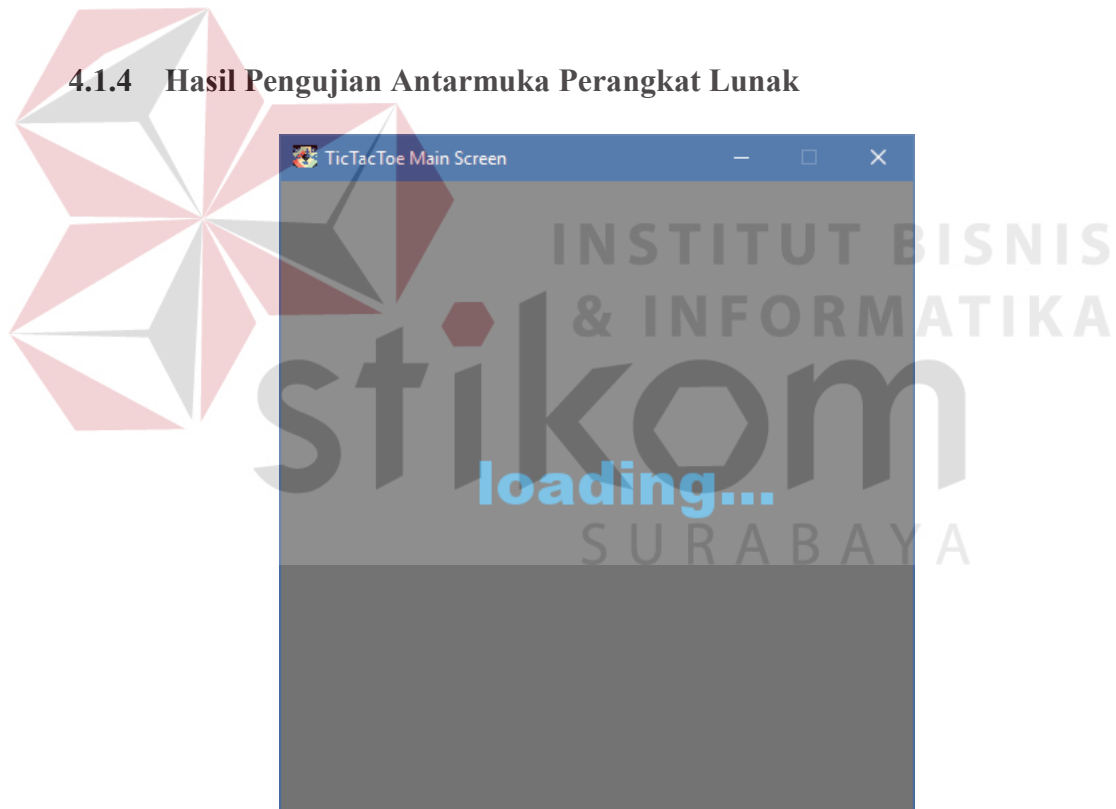 4.1.4 Hasil Pengujian Antarmuka Perangkat Lunak
TicTacToe Main Screen
INSTITUT BISNIS
& INFORMATIKA
stikom
loading...
SURABAYA